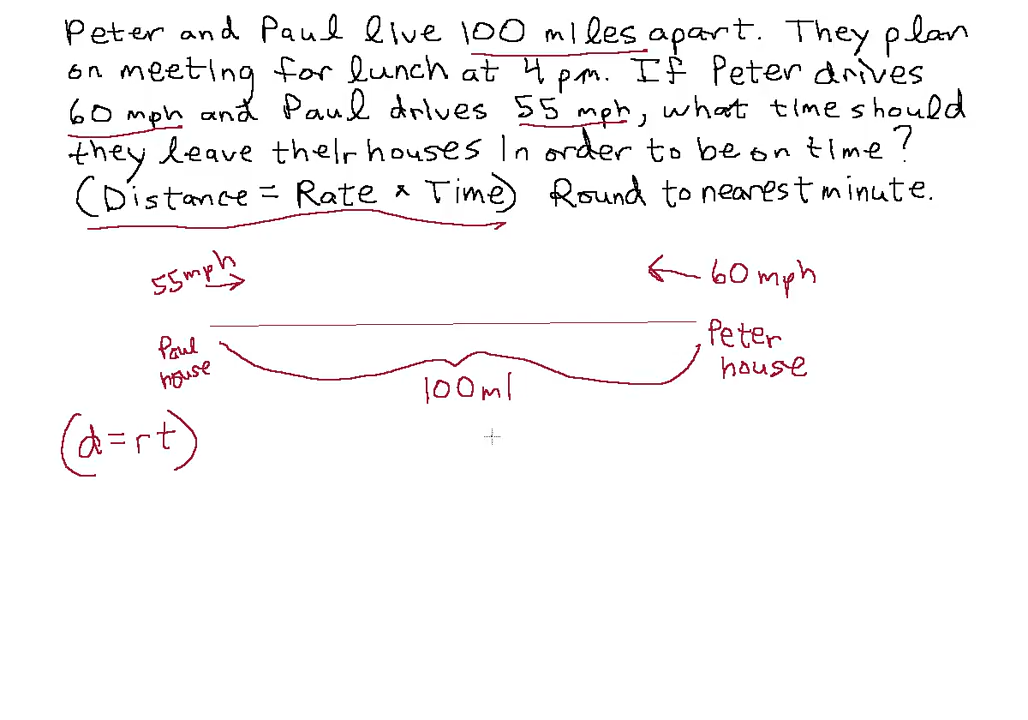 Peter and Paul live 100 miles apart. They plan
on meeting for lunch at 4 pm. If Peter drives
60 mph and Paul drives 55 mph, what time should
they leave their houses in order to be on time?
(Distance = Rate × Time) Round to nearest minute.
55mph
60 mph
Paul
house
Peter
house
100 mi
(d = r t)